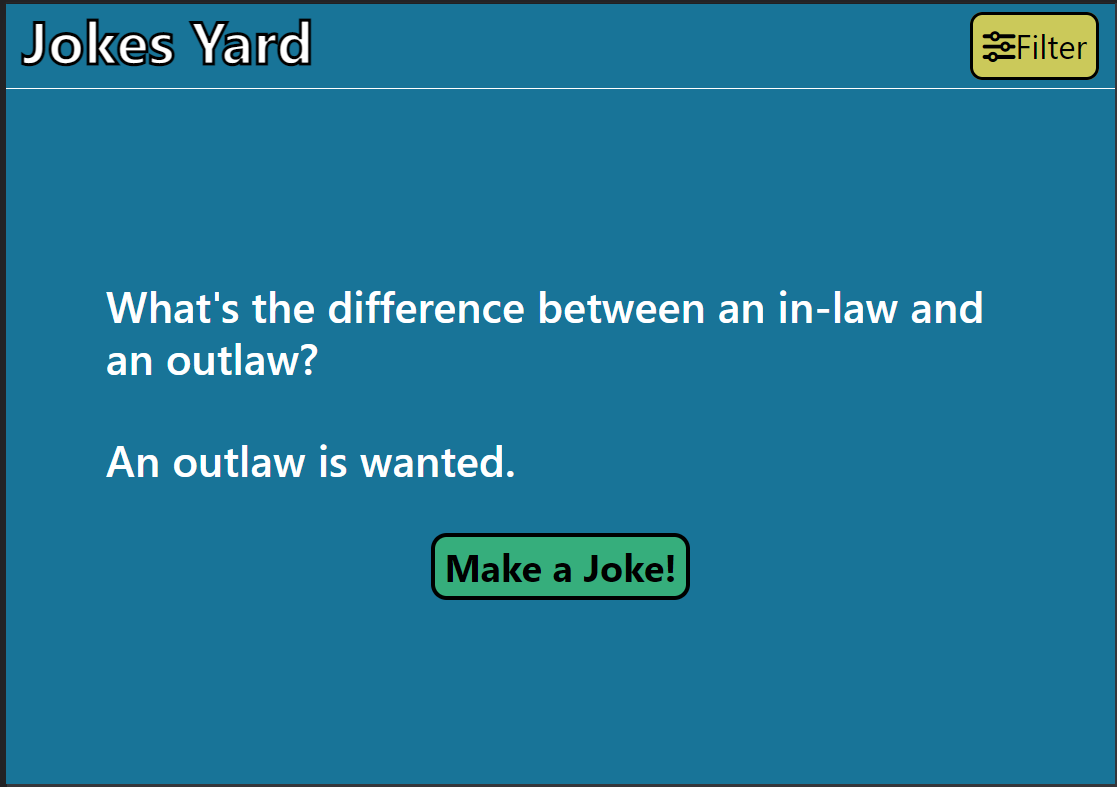 Jokes Yard
Filter
What's the difference between an in-law and
an outlaw?
An outlaw is wanted.
Make a Joke!